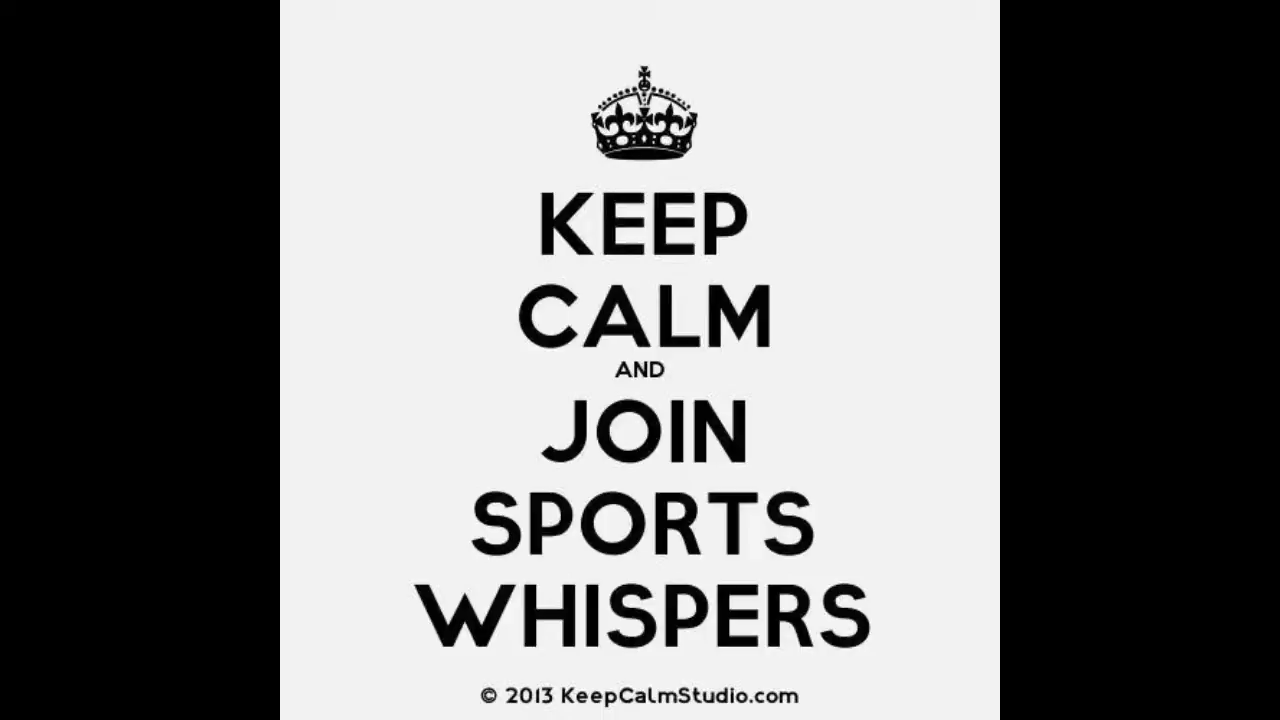 KEEP
CALM
AND
JOIN
SPORTS
WHISPERS
© 2013 KeepCalmStudio.com